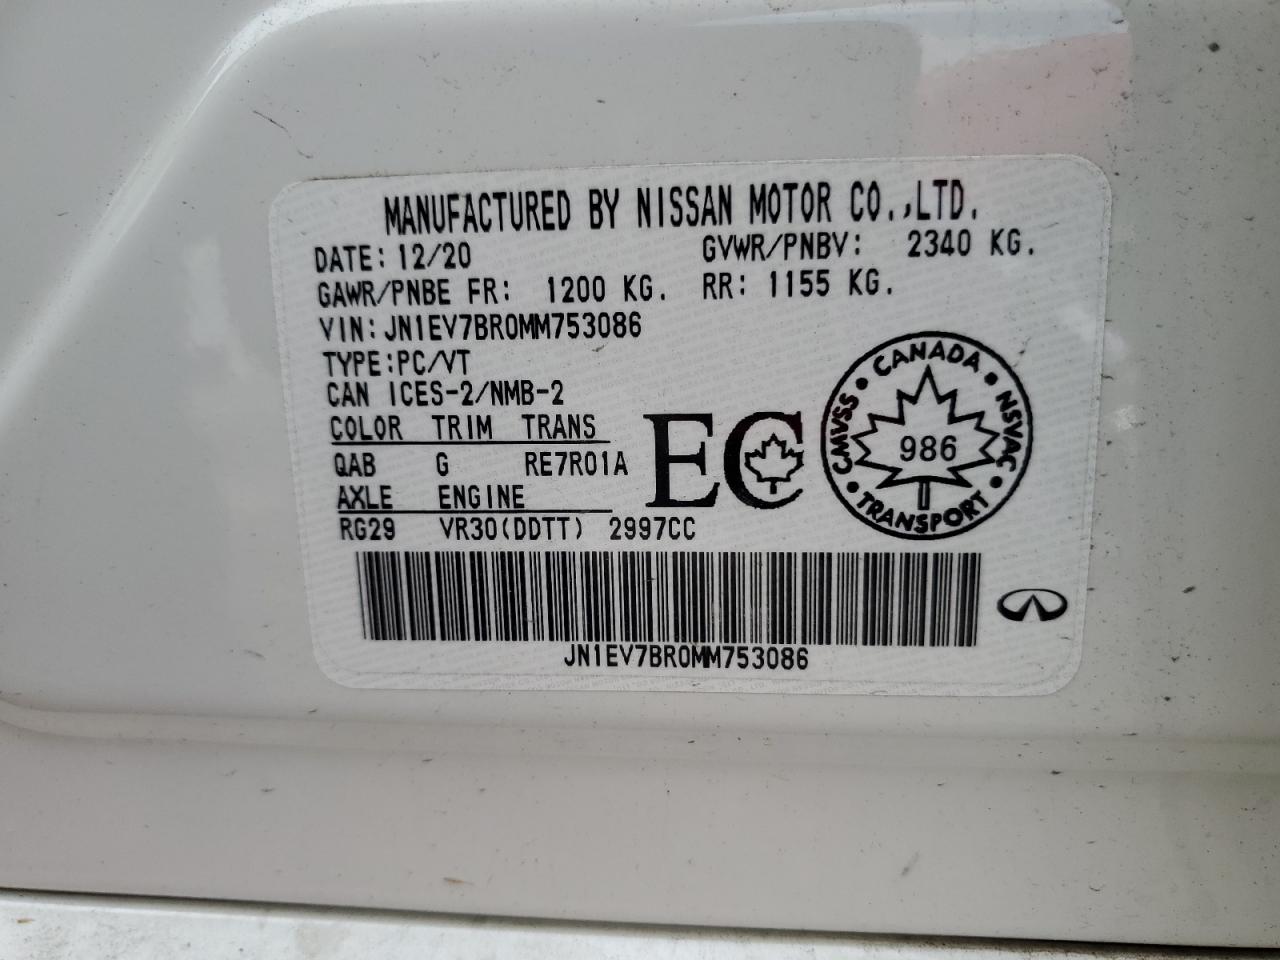 MANUFACTURED BY NISSAN MOTOR CO.,LTD.
DATE: 12/20 GVWR/PNBV: 2340 KG.
GAWR/PNBE FR: 1200 KG. RR: 1155 KG.
VIN:JN1EV7BR0MM753086
TYPE:PC/VT
CAN ICES-2/NMB-2
COLOR TRIM TRANS
QAB G RE7R01A
AXLE ENGINE
RG29 VR30(DDTT) 2997CC
EC
CANADA
CMVSS
NSVAC
986
TRANSPORT
JN1EV7BR0MM753086